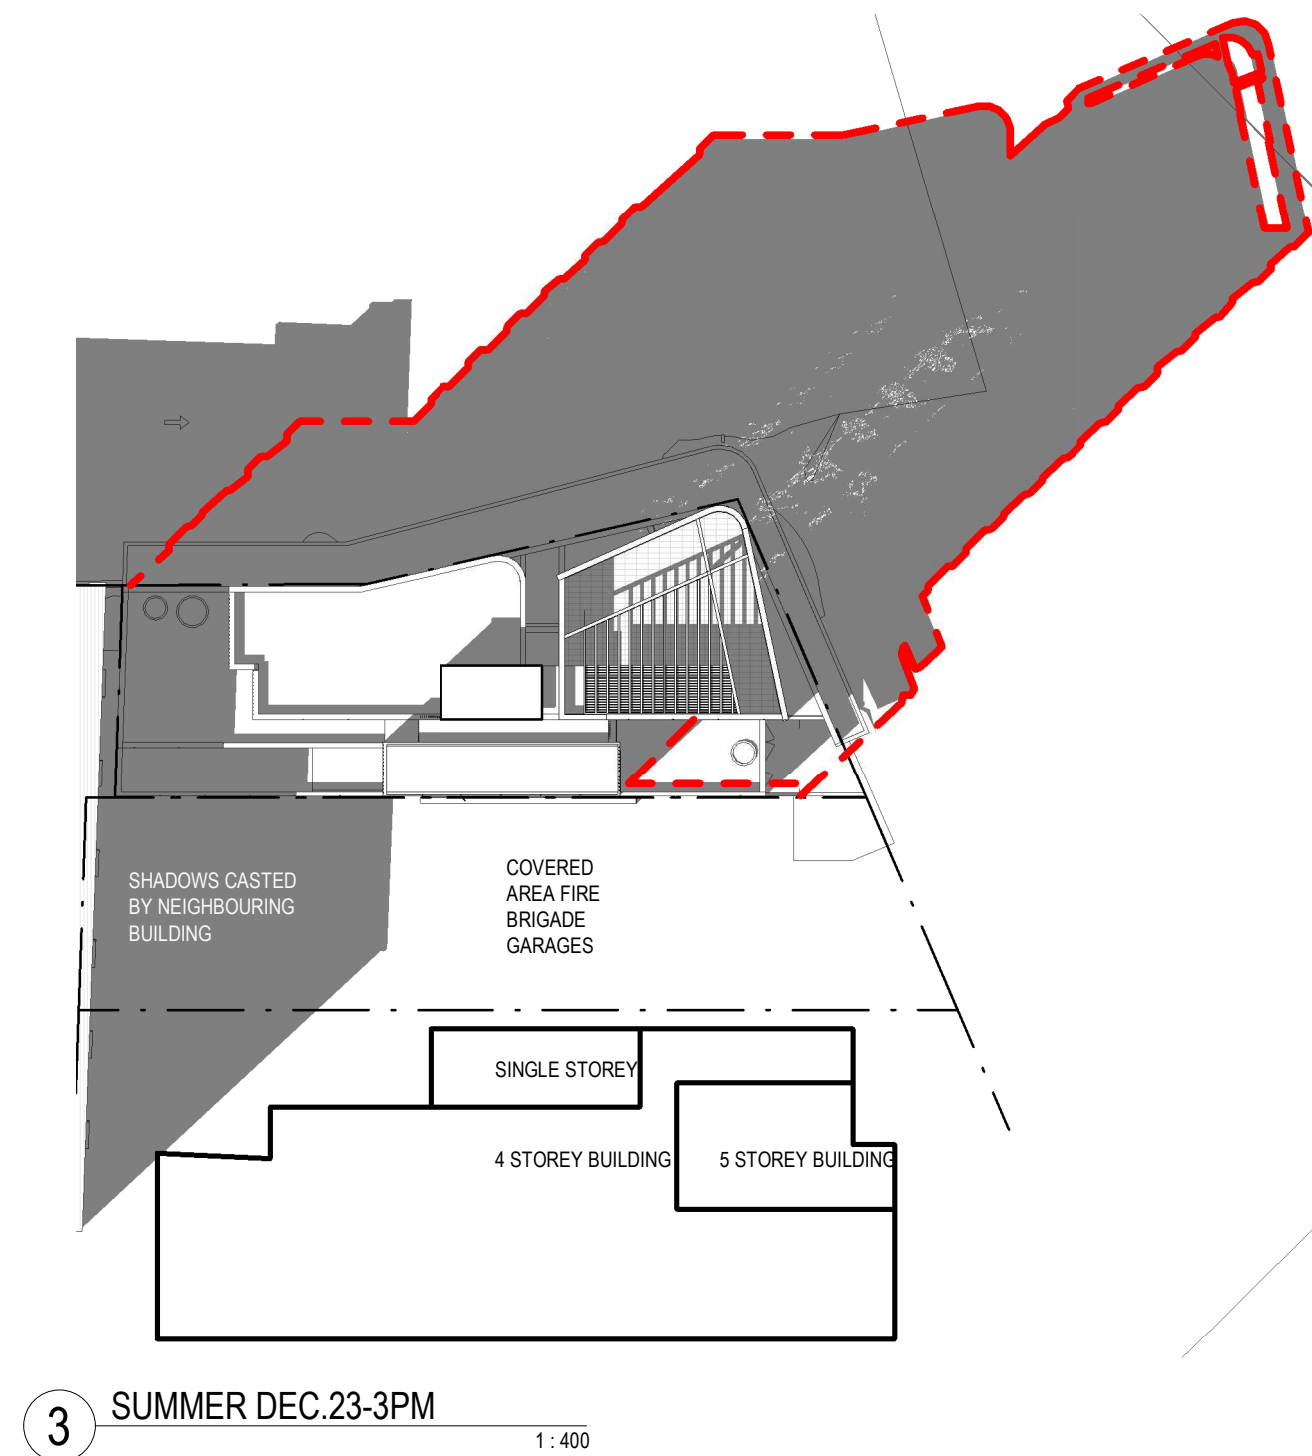 SHADOWS CASTED
BY NEIGHBOURING
BUILDING
COVERED
AREA FIRE
BRIGADE
GARAGES
SINGLE STOREY
4 STOREY BUILDING
5 STOREY BUILDING
3
SUMMER DEC.23-3PM
1 : 400